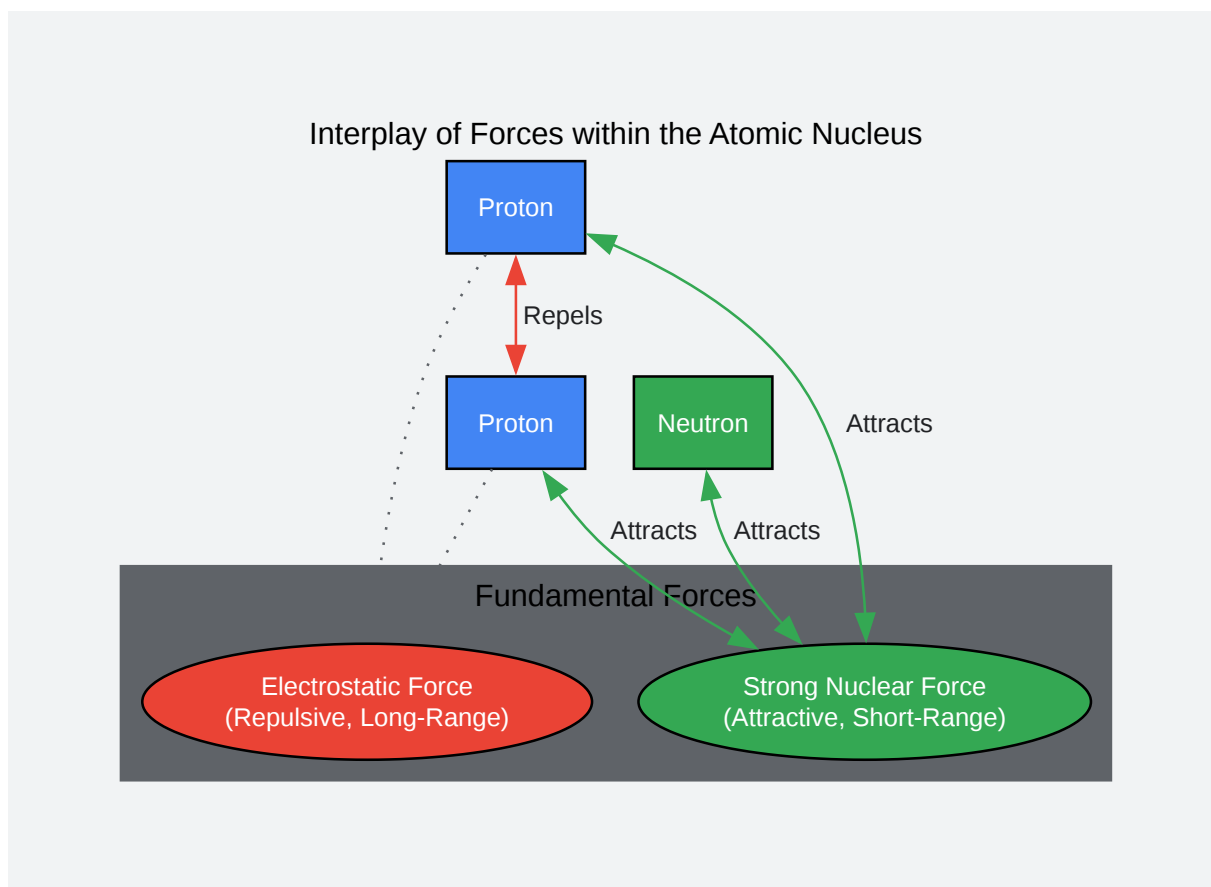 Interplay of Forces within the Atomic Nucleus
Proton
Repels
Proton
Neutron
Attracts
Attracts
Attracts
Fundamental Forces
Electrostatic Force
(Repulsive, Long-Range)
Strong Nuclear Force
(Attractive, Short-Range)